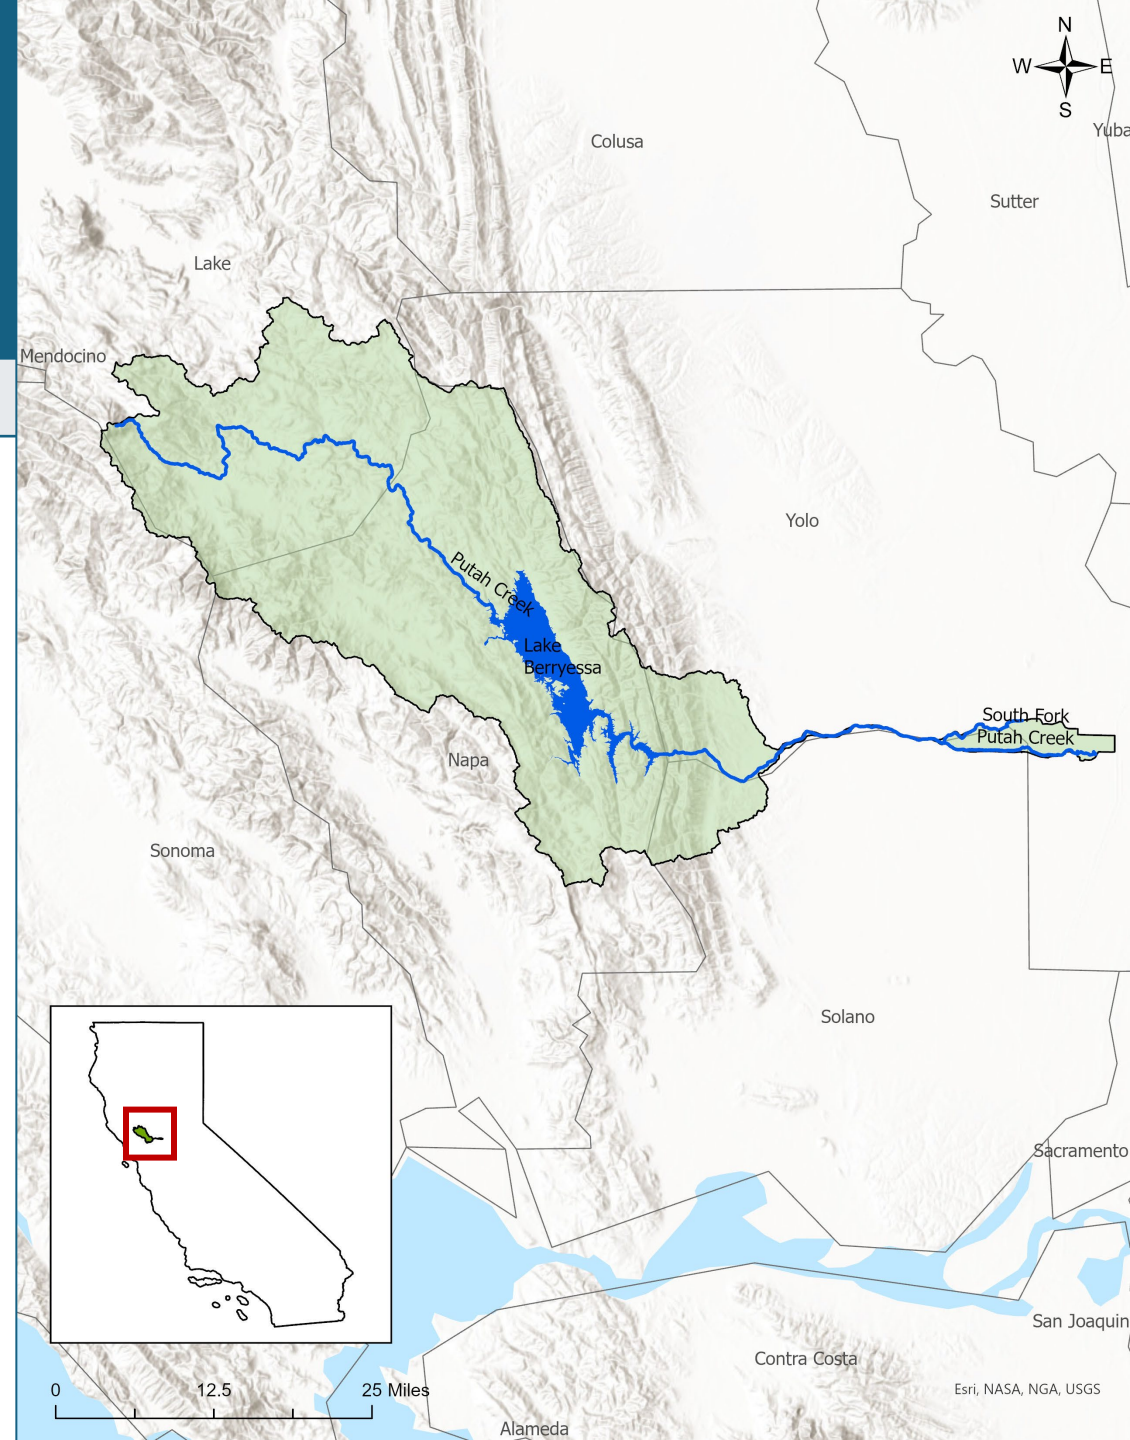 N
W E
S
Colusa
Yuba
Sutter
Lake
Mendocino
Yolo
Putah Creek
Lake
Berryessa
South Fork
Putah Creek
Napa
Sonoma
Solano
Sacramento
San Joaquin
Contra Costa
0 12.5 25 Miles
Esri, NASA, NGA, USGS
Alameda